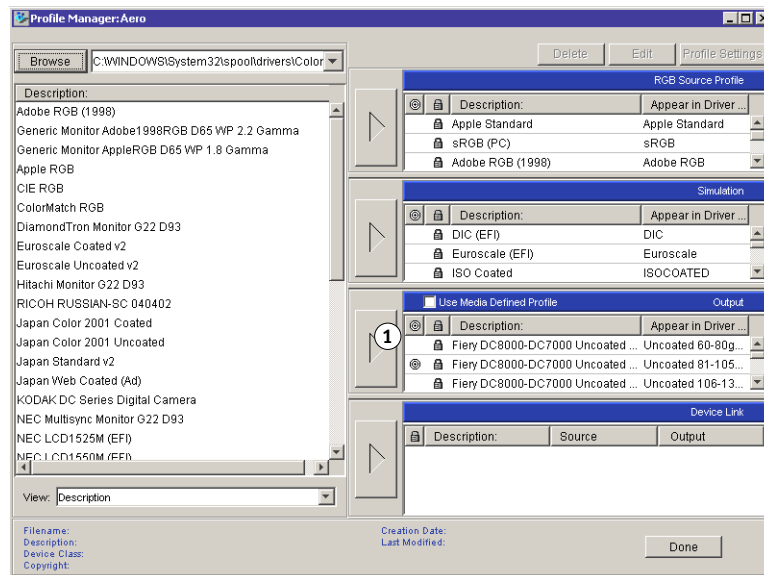 Profile Manager:Aero
Browse
C:\WINDOWS\System32\spool\drivers\Color
Delete
Edit
Profile Settings
Description:
Adobe RGB (1998)
Generic Monitor Adobe1998RGB D65 WP 2.2 Gamma
Generic Monitor AppleRGB D65 WP 1.8 Gamma
Apple RGB
CIE RGB
ColorMatch RGB
DiamondTron Monitor G22 D93
Euroscale Coated v2
Euroscale Uncoated v2
Hitachi Monitor G22 D93
RICOH RUSSIAN-SC 040402
Japan Color 2001 Coated
Japan Color 2001 Uncoated
Japan Standard v2
Japan Web Coated (Ad)
KODAK DC Series Digital Camera
NEC Multisync Monitor G22 D93
NEC LCD1525M (EFI)
NEC LCD1550M (EFI)
View: Description
RGB Source Profile
Description: Appear in Driver ...
Apple Standard Apple Standard
sRGB (PC) sRGB
Adobe RGB (1998) Adobe RGB
Simulation
Description: Appear in Driver ...
DIC (EFI) DIC
Euroscale (EFI) Euroscale
ISO Coated ISOCOATED
1
Use Media Defined Profile Output
Description: Appear in Driver ...
Fiery DC8000-DC7000 Uncoated ... Uncoated 60-80g...
Fiery DC8000-DC7000 Uncoated ... Uncoated 81-105...
Fiery DC8000-DC7000 Uncoated ... Uncoated 106-13...
Device Link
Description: Source Output
Filename:
Description:
Device Class:
Copyright:
Creation Date:
Last Modified:
Done